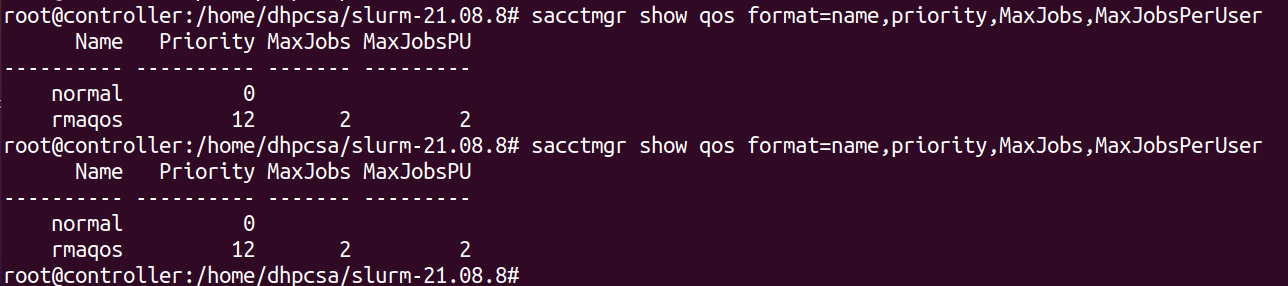 root@controller:/home/dhpcsa/slurm-21.08.8# sacctmgr show qos format=name,priority,MaxJobs,MaxJobsPerUser
      Name   Priority MaxJobs MaxJobsPU
---------- ---------- ------- ---------
    normal          0
    rmaqos         12       2         2
root@controller:/home/dhpcsa/slurm-21.08.8# sacctmgr show qos format=name,priority,MaxJobs,MaxJobsPerUser
      Name   Priority MaxJobs MaxJobsPU
---------- ---------- ------- ---------
    normal          0
    rmaqos         12       2         2
root@controller:/home/dhpcsa/slurm-21.08.8#